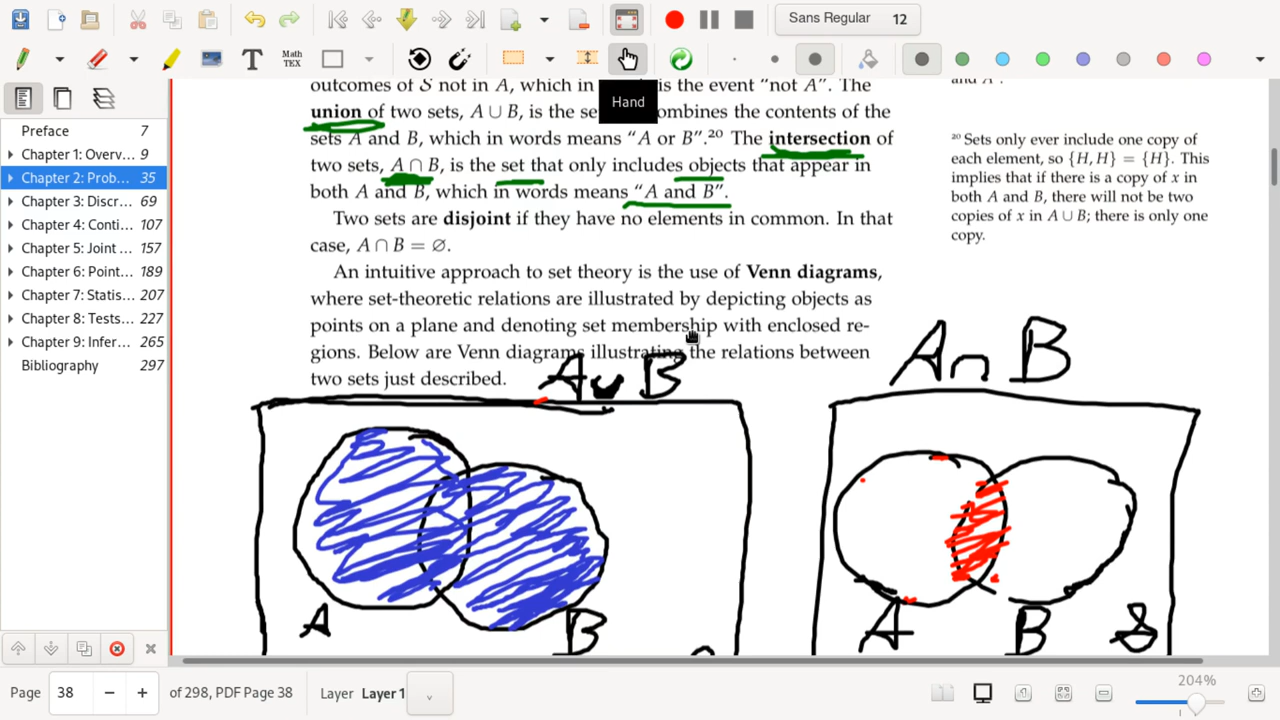 Sans Regular 12
T
Math
TEX
Hand
Preface 7
Chapter 1: Overv... 9
Chapter 2: Prob... 35
Chapter 3: Discr... 69
Chapter 4: Conti... 107
Chapter 5: Joint ... 157
Chapter 6: Point... 189
Chapter 7: Statis... 207
Chapter 8: Tests... 227
Chapter 9: Infer... 265
Bibliography 297
outcomes of S not in A, which in is the event “not A”. The
union of two sets, A ∪ B, is the se ombines the contents of the
sets A and B, which in words means “A or B”.²⁰ The intersection of
two sets, A ∩ B, is the set that only includes objects that appear in
both A and B, which in words means “A and B”.
Two sets are disjoint if they have no elements in common. In that
case, A ∩ B = ∅.
An intuitive approach to set theory is the use of Venn diagrams,
where set-theoretic relations are illustrated by depicting objects as
points on a plane and denoting set membership with enclosed re-
gions. Below are Venn diagrams illustrating the relations between
two sets just described.
and A
²⁰ Sets only ever include one copy of
each element, so {H, H} = {H}. This
implies that if there is a copy of x in
both A and B, there will not be two
copies of x in A ∪ B; there is only one
copy.
A∪B
A∩B
A
B
A
B
S
Page 38 of 298, PDF Page 38
Layer Layer 1
204%